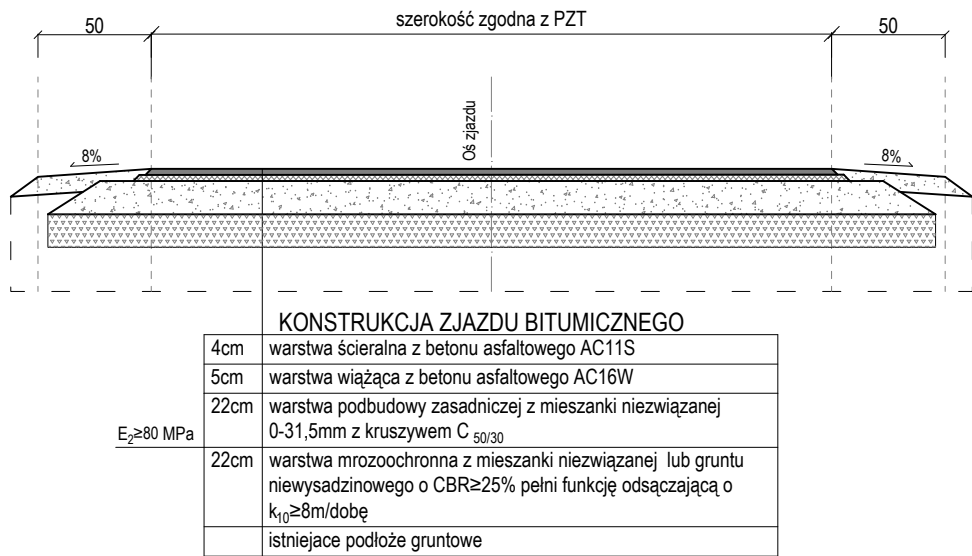 szerokość zgodna z PZT
50
50
Oś zjazdu
8%
8%
KONSTRUKCJA ZJAZDU BITUMICZNEGO
4cm warstwa ścieralna z betonu asfaltowego AC11S
5cm warstwa wiążąca z betonu asfaltowego AC16W
22cm warstwa podbudowy zasadniczej z mieszanki niezwiązanej
0-31,5mm z kruszywem C 50/30
E2≥80 MPa
22cm warstwa mrozoochronna z mieszanki niezwiązanej lub gruntu
niewysadzinowego o CBR≥25% pełni funkcję odsączającą o
k10≥8m/dobę
istniejace podłoże gruntowe